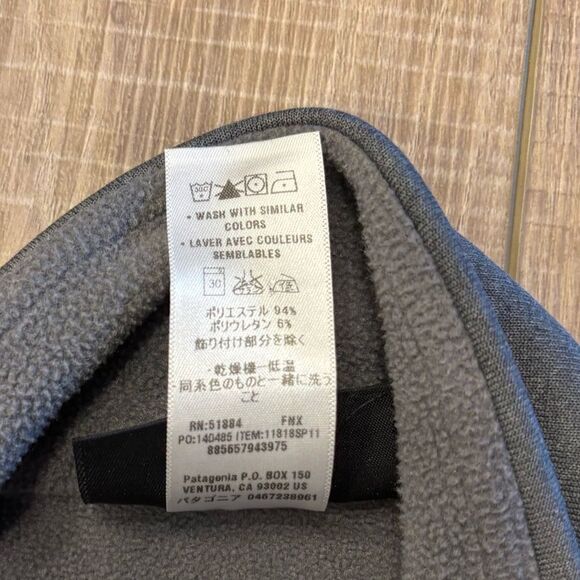 30C
• WASH WITH SIMILAR
COLORS
• LAVER AVEC COULEURS
SEMBLABLES
30
ポリエステル 94%
ポリウレタン 6%
飾り付け部分を除く
・乾燥機一低温
・同系色のものと一緒に洗う
こと
RN:51884 FNX
PO:140485 ITEM:11818SP11
885657943975
Patagonia P.O. BOX 150
VENTURA, CA 93002 US
パタゴニア 0467238961